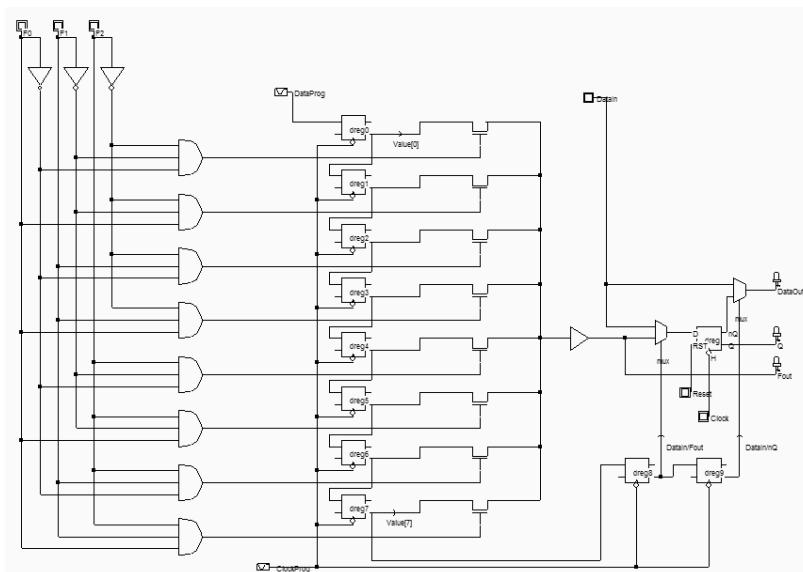 F0
F1
F2
DataProg
DataIn
dreg0
Value[0]
dreg1
dreg2
dreg3
dreg4
dreg5
dreg6
dreg7
Value[7]
mux
D
nQ
dreg
Q
RST
H
mux
DataOut
Q
Fout
Reset
Clock
DataIn/Fout
DataIn/nQ
dreg8
dreg9
ClockProg